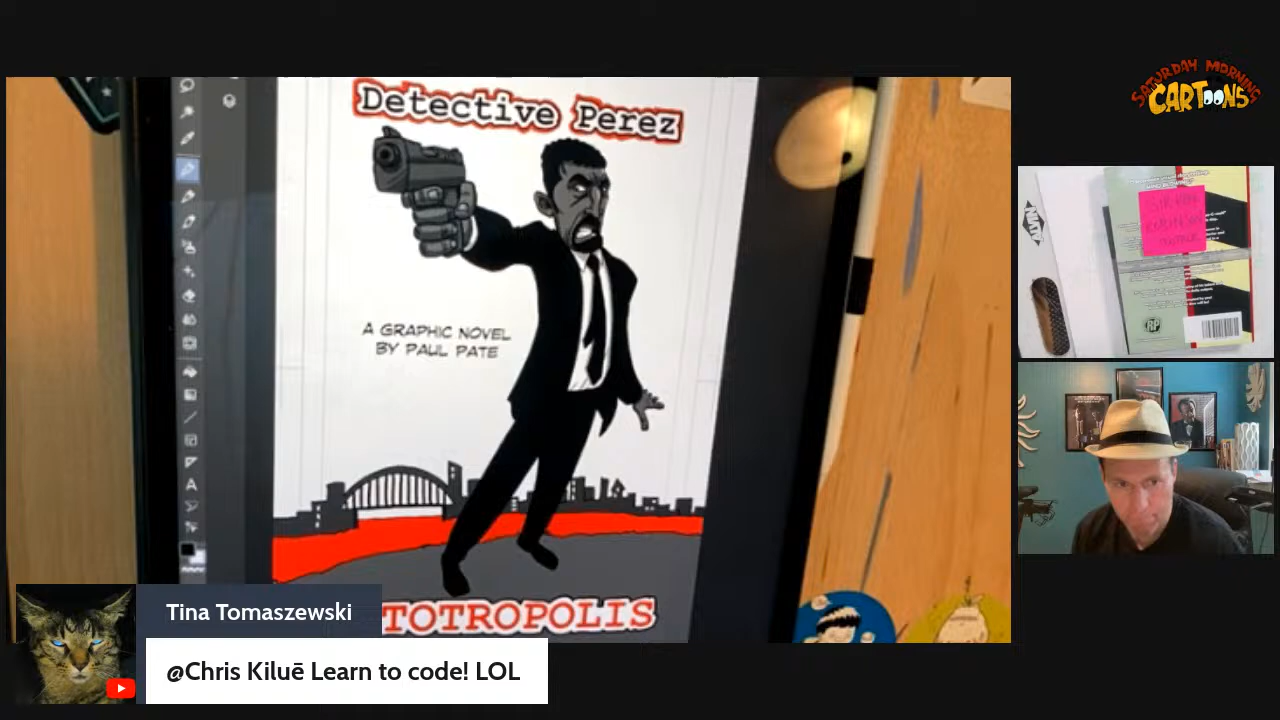 Detective Perez
SATURDAY MORNING
CARTOONS
ALVIN
A GRAPHIC NOVEL
BY PAUL PATE
TOTROPOLIS
Tina Tomaszewski
@Chris Kiluē Learn to code! LOL